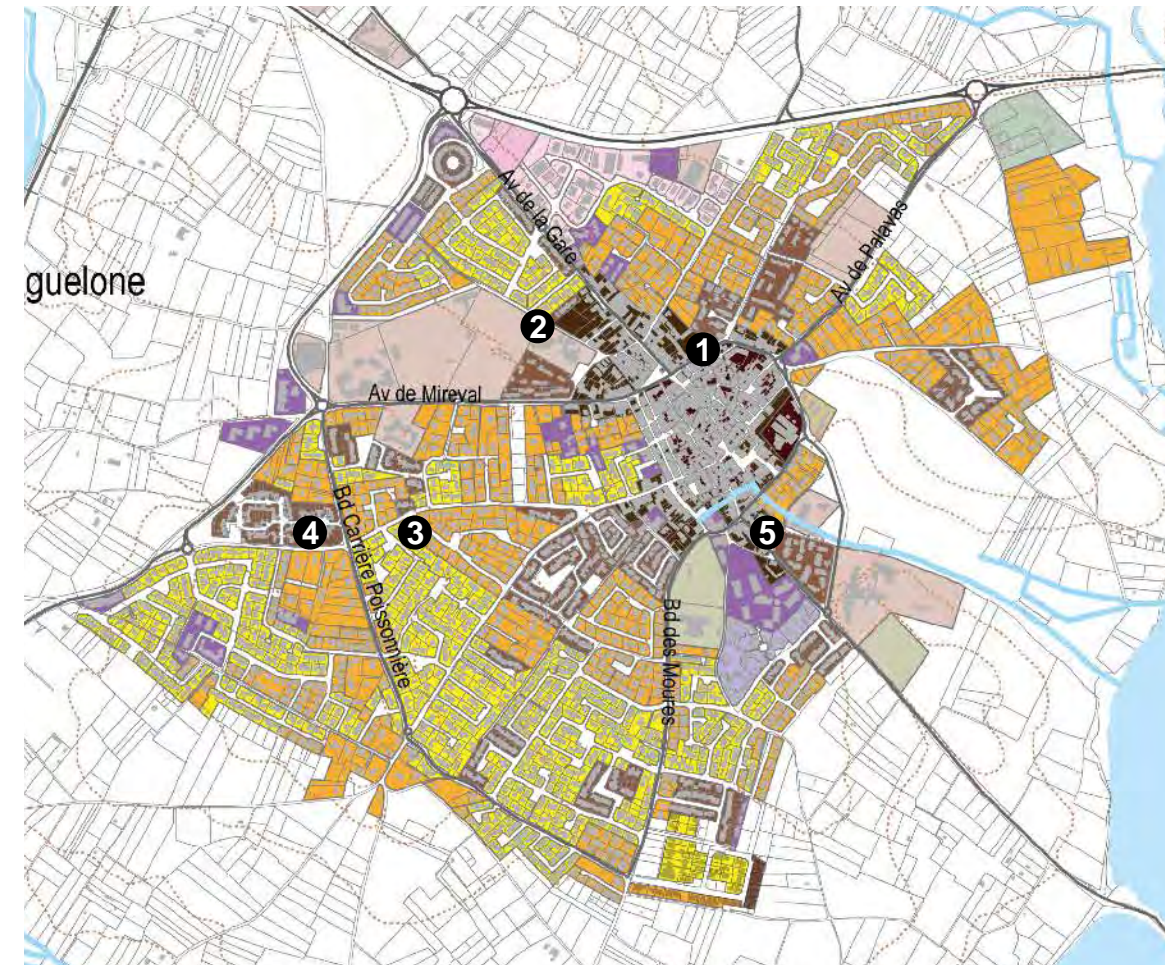 Av de la Gare
Av de Palavas
guelone
2
1
Av de Mireval
4
3
5
Bd Carrière Poissonnière
Bd des Moures